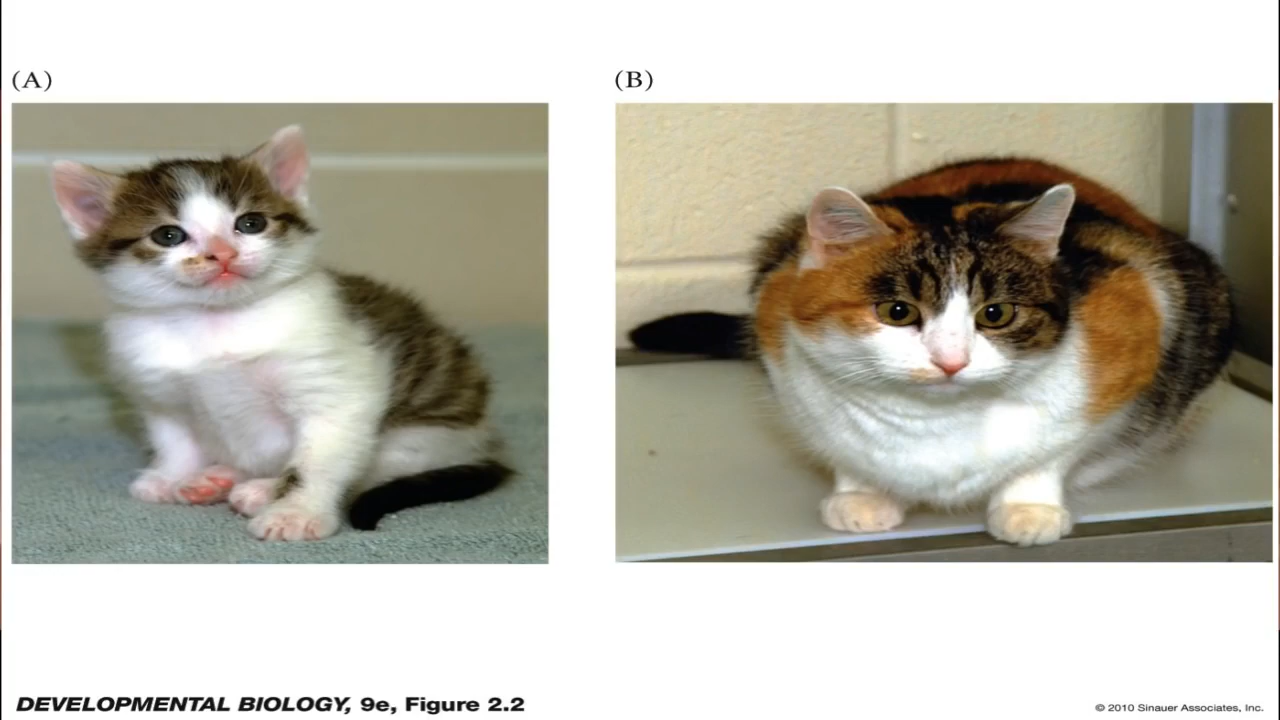 (A)
(B)
DEVELOPMENTAL BIOLOGY, 9e, Figure 2.2
© 2010 Sinauer Associates, Inc.